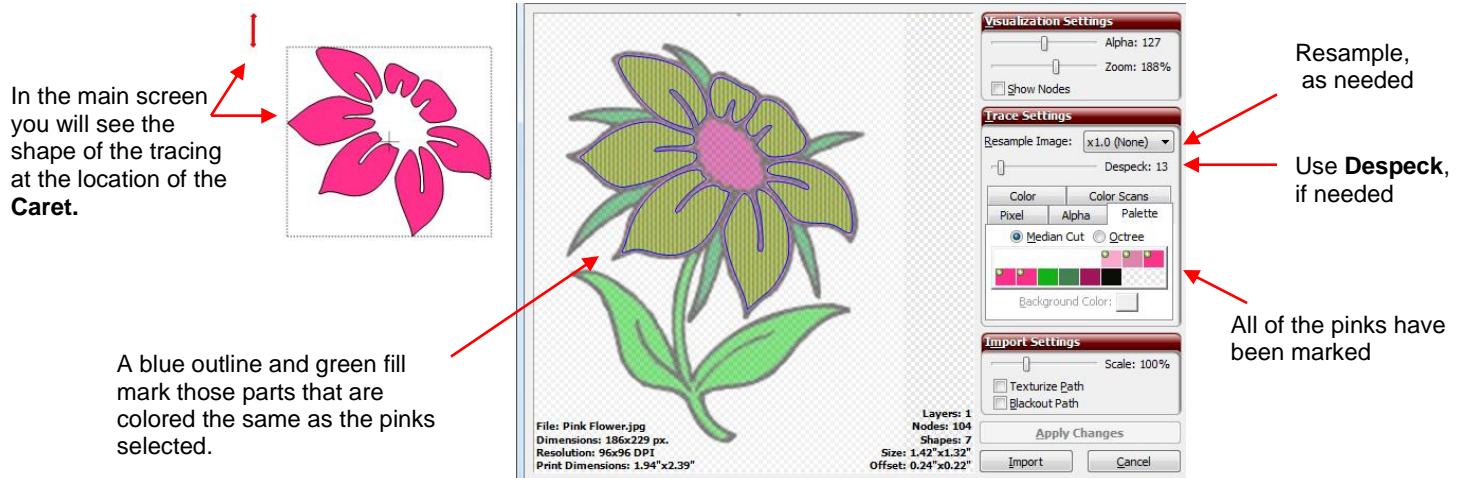 In the main screen
you will see the
shape of the tracing
at the location of the
Caret.
A blue outline and green fill
mark those parts that are
colored the same as the pinks
selected.
File: Pink Flower.jpg
Dimensions: 186x229 px.
Resolution: 96x96 DPI
Print Dimensions: 1.94"x2.39"
Layers: 1
Nodes: 104
Shapes: 7
Size: 1.42"x1.32"
Offset: 0.24"x0.22"
Visualization Settings
Alpha: 127
Zoom: 188%
Show Nodes
Trace Settings
Resample Image: x1.0 (None)
Despeck: 13
Color Color Scans
Pixel Alpha Palette
Median Cut Octree
Background Color:
Import Settings
Scale: 100%
Texturize Path
Blackout Path
Apply Changes
Import Cancel
Resample,
as needed
Use Despeck,
if needed
All of the pinks have
been marked